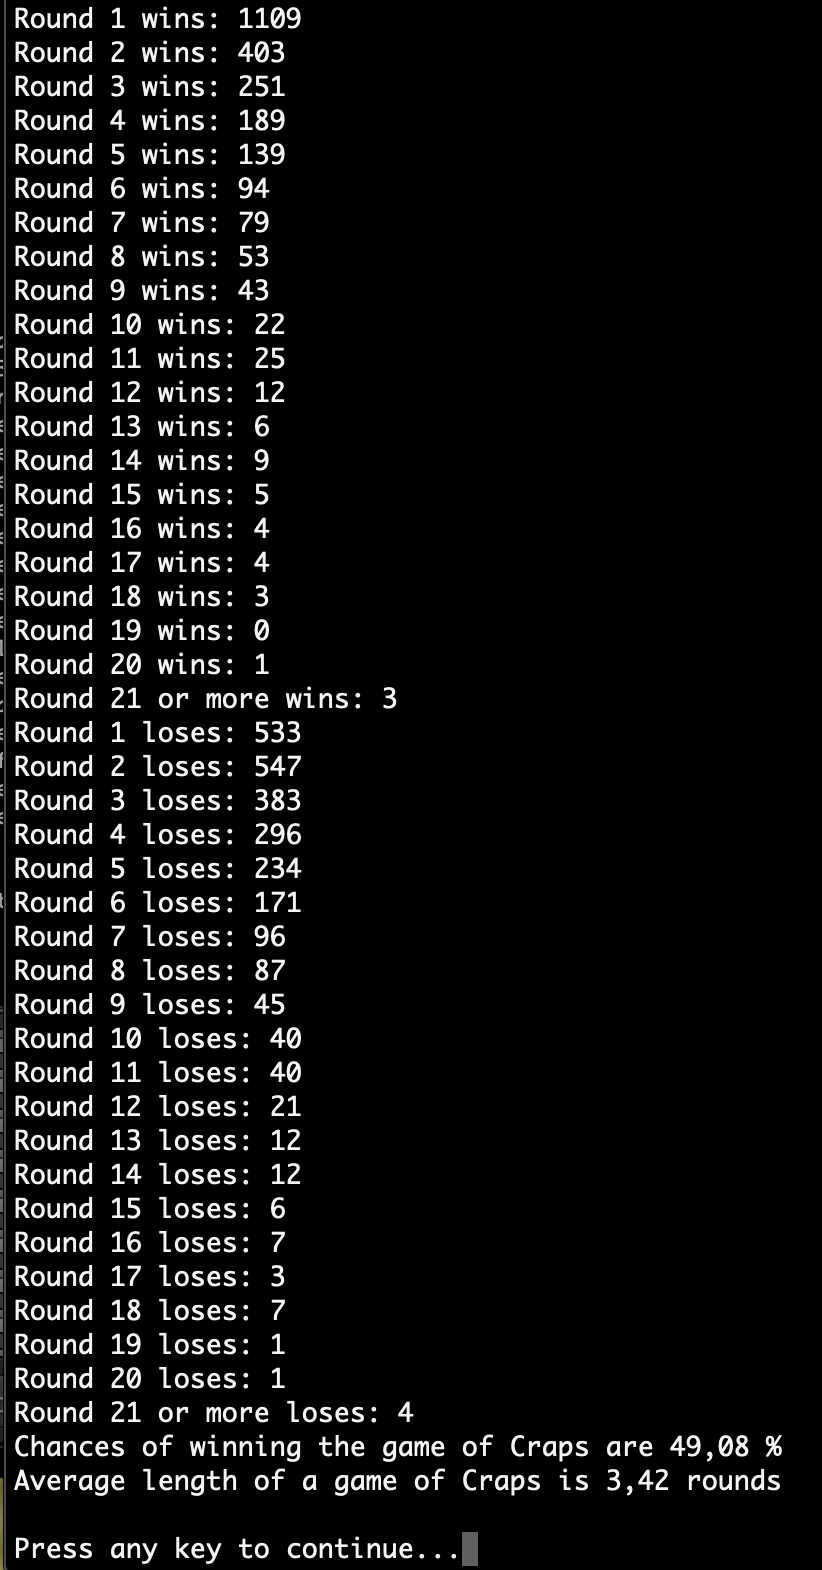 Round 1 wins: 1109
Round 2 wins: 403
Round 3 wins: 251
Round 4 wins: 189
Round 5 wins: 139
Round 6 wins: 94
Round 7 wins: 79
Round 8 wins: 53
Round 9 wins: 43
Round 10 wins: 22
Round 11 wins: 25
Round 12 wins: 12
Round 13 wins: 6
Round 14 wins: 9
Round 15 wins: 5
Round 16 wins: 4
Round 17 wins: 4
Round 18 wins: 3
Round 19 wins: 0
Round 20 wins: 1
Round 21 or more wins: 3
Round 1 loses: 533
Round 2 loses: 547
Round 3 loses: 383
Round 4 loses: 296
Round 5 loses: 234
Round 6 loses: 171
Round 7 loses: 96
Round 8 loses: 87
Round 9 loses: 45
Round 10 loses: 40
Round 11 loses: 40
Round 12 loses: 21
Round 13 loses: 12
Round 14 loses: 12
Round 15 loses: 6
Round 16 loses: 7
Round 17 loses: 3
Round 18 loses: 7
Round 19 loses: 1
Round 20 loses: 1
Round 21 or more loses: 4
Chances of winning the game of Craps are 49,08 %
Average length of a game of Craps is 3,42 rounds
Press any key to continue...